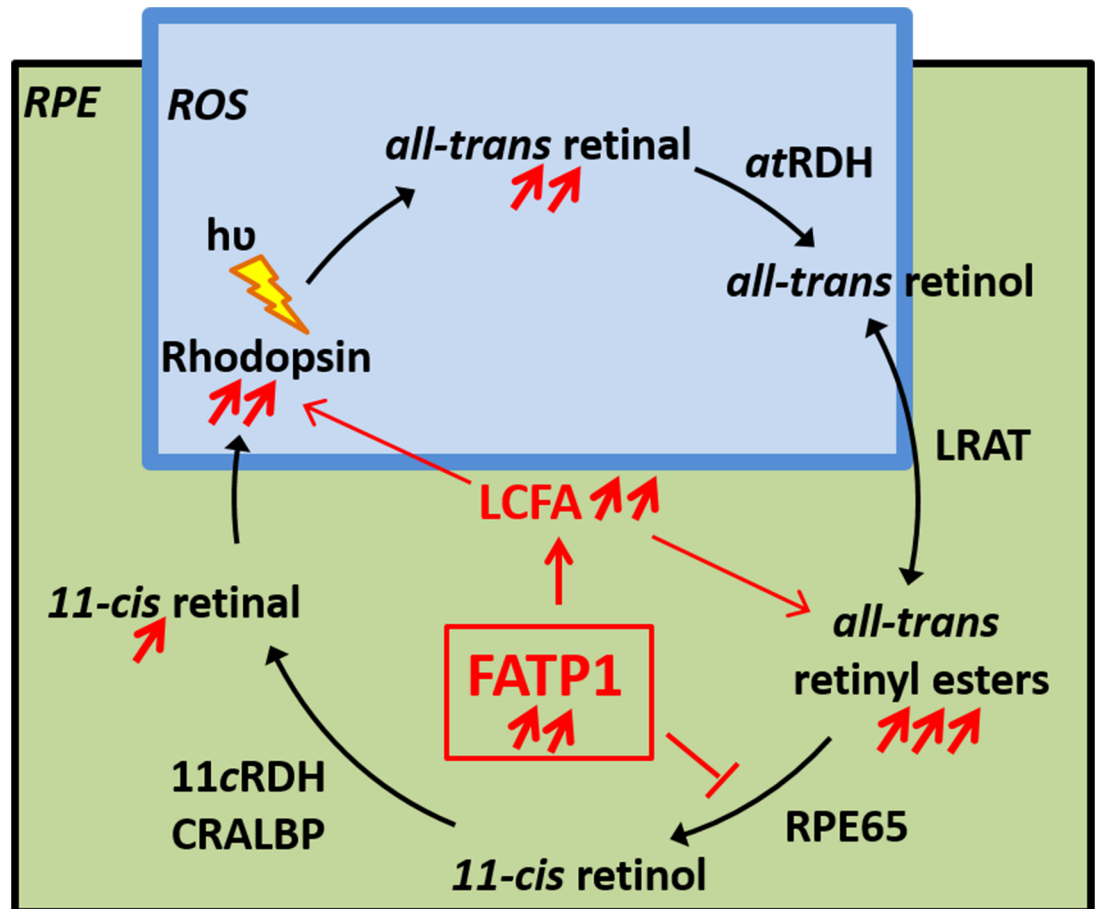 RPE
ROS
all-trans retinal
atRDH
hυ
all-trans retinol
Rhodopsin
LRAT
LCFA
11-cis retinal
all-trans
retinyl esters
FATP1
11cRDH
CRALBP
RPE65
11-cis retinol